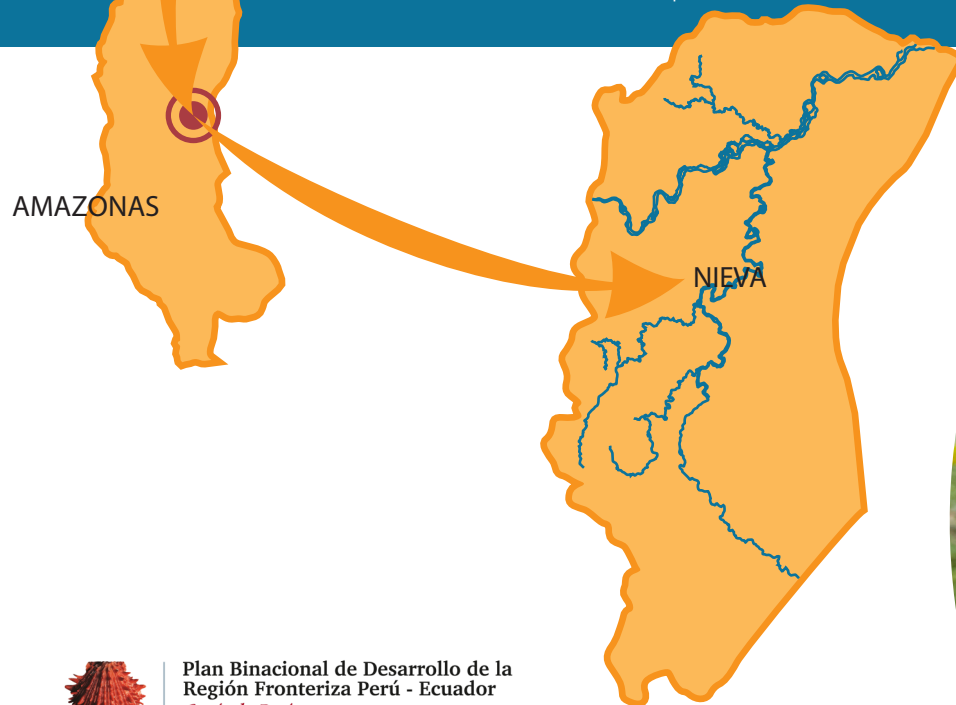 AMAZONAS
NIEVA
Plan Binacional de Desarrollo de la
Región Fronteriza Perú - Ecuador